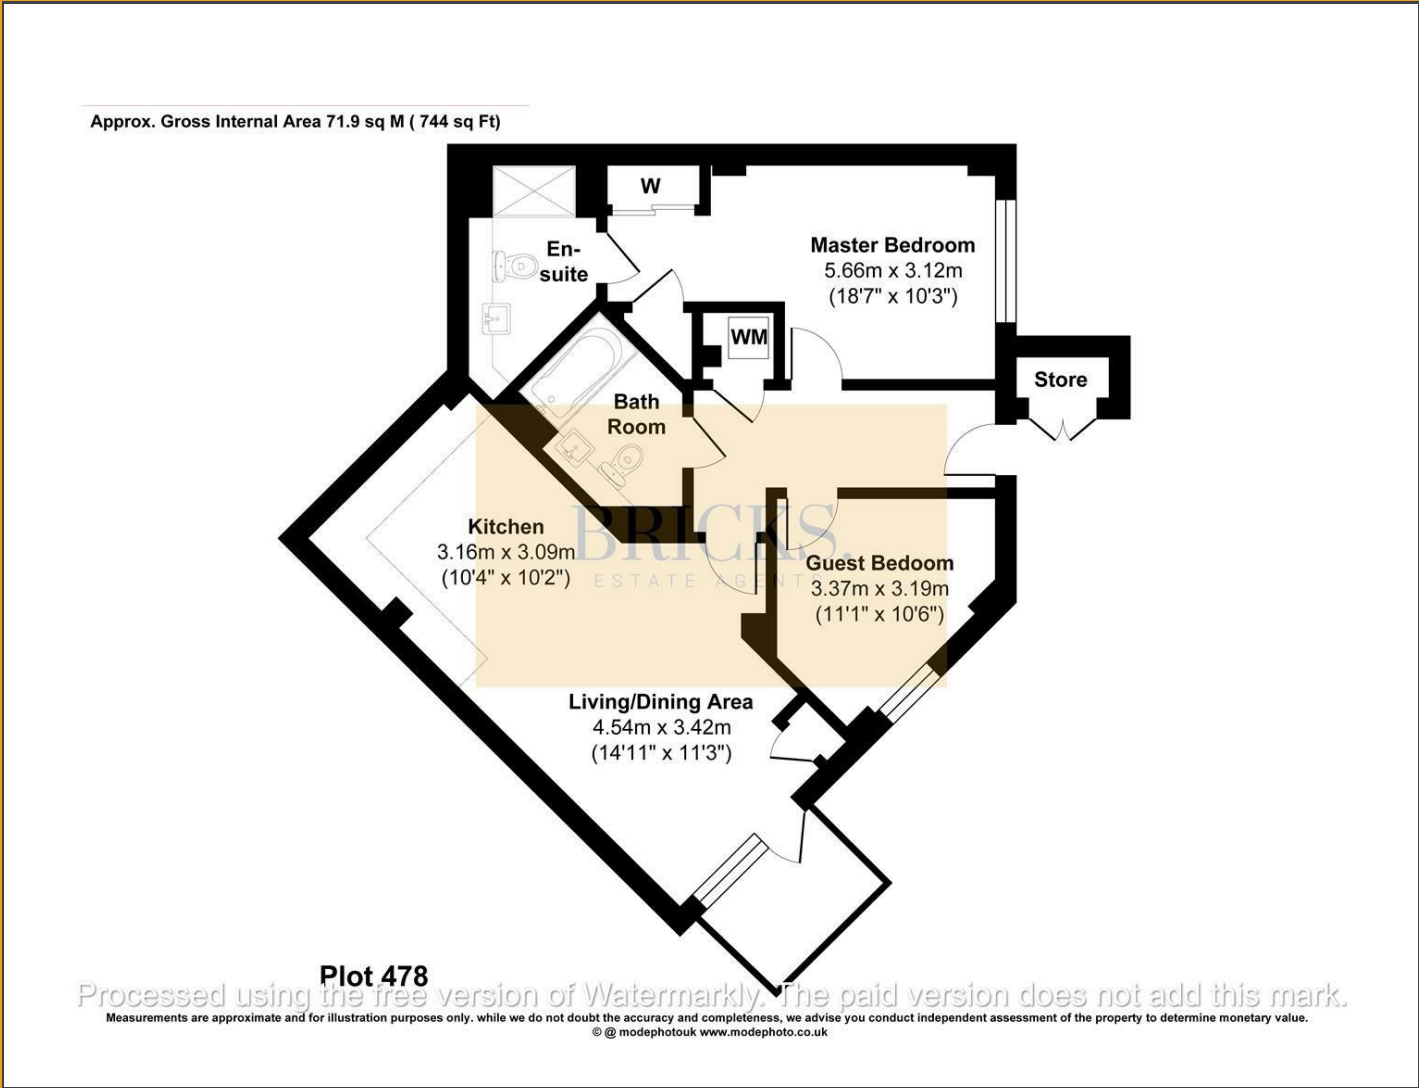 Approx. Gross Internal Area 71.9 sq M ( 744 sq Ft)
W
En-
suite
Master Bedroom
5.66m x 3.12m
(18'7" x 10'3")
WM
Store
Bath
Room
Kitchen
3.16m x 3.09m
(10'4" x 10'2")
BRICKS.
ESTATE AGENTS
Guest Bedoom
3.37m x 3.19m
(11'1" x 10'6")
Living/Dining Area
4.54m x 3.42m
(14'11" x 11'3")
Plot 478
Processed using the free version of Watermarkly. The paid version does not add this mark.
Measurements are approximate and for illustration purposes only. while we do not doubt the accuracy and completeness, we advise you conduct independent assessment of the property to determine monetary value.
© @ modephotouk www.modephoto.co.uk